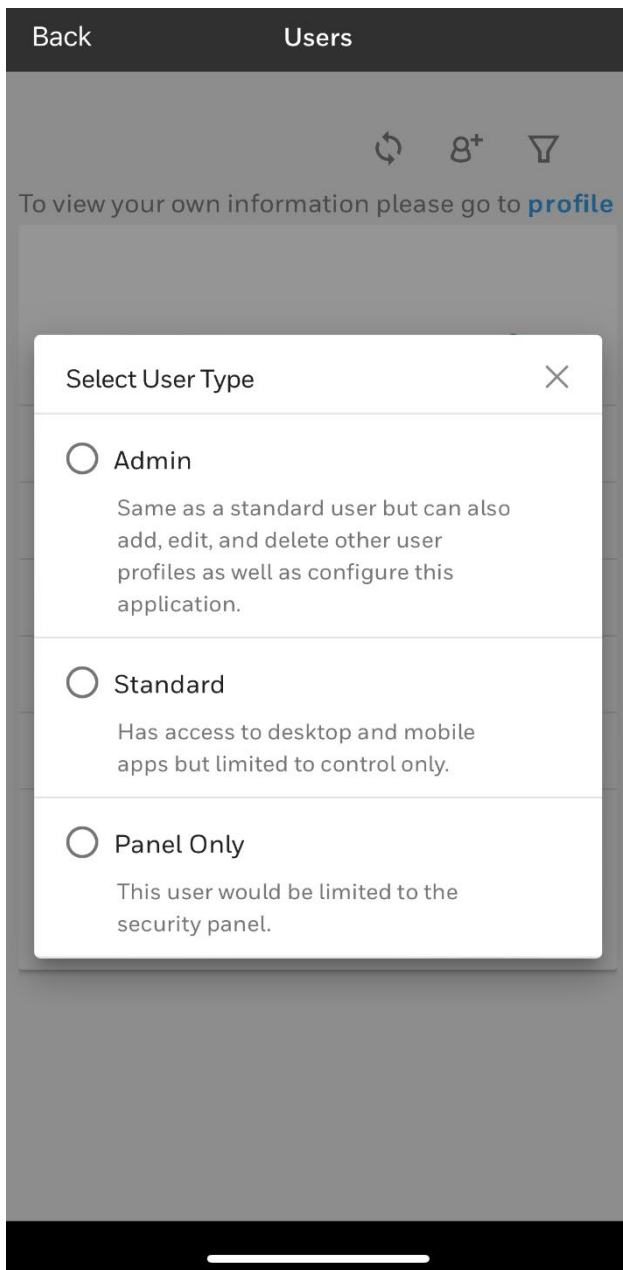 Back
Users
To view your own information please go to profile
Select User Type
Admin
Same as a standard user but can also
add, edit, and delete other user
profiles as well as configure this
application.
Standard
Has access to desktop and mobile
apps but limited to control only.
Panel Only
This user would be limited to the
security panel.